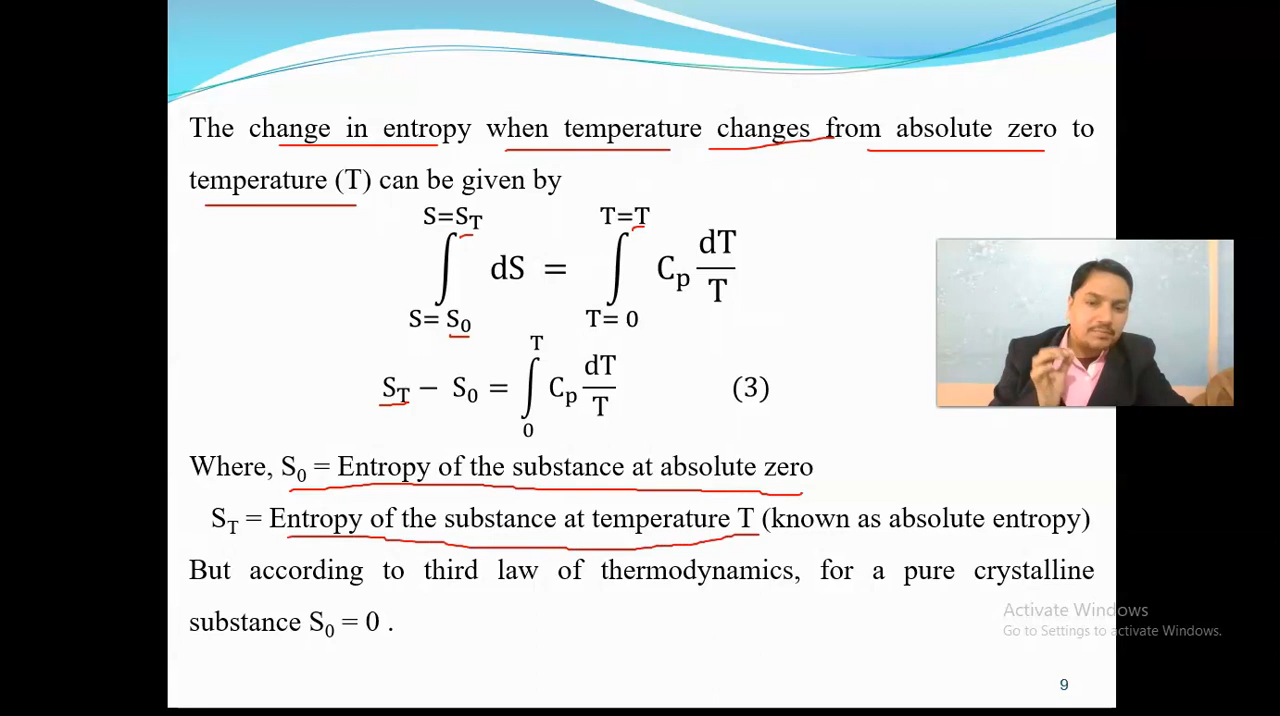 The change in entropy when temperature changes from absolute zero to
temperature (T) can be given by
S=S_T T=T
∫ dS = ∫ C_p dT/T
S= S_0 T= 0
S_T − S_0 = ∫_0^T C_p dT/T (3)
Where, S_0 = Entropy of the substance at absolute zero
S_T = Entropy of the substance at temperature T (known as absolute entropy)
But according to third law of thermodynamics, for a pure crystalline
substance S_0 = 0 .
Activate Windows
Go to Settings to activate Windows.
9